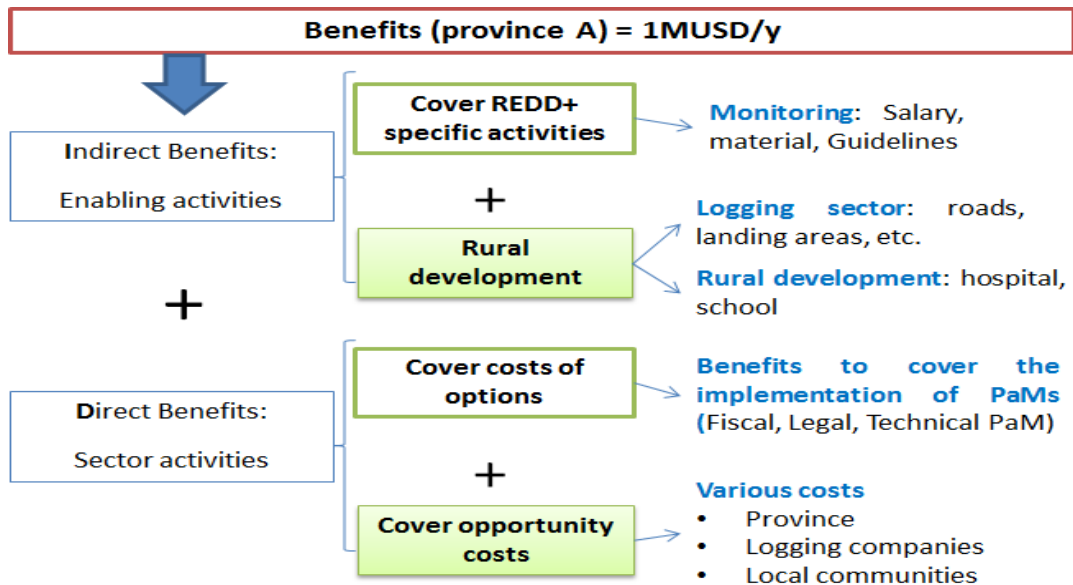 Benefits (province A) = 1MUSD/y
Indirect Benefits:
Enabling activities
Cover REDD+
specific activities
Monitoring: Salary,
material, Guidelines
+
Rural
development
Logging sector: roads,
landing areas, etc.
Rural development: hospital,
school
+
Direct Benefits:
Sector activities
Cover costs of
options
Benefits to cover the
implementation of PaMs
(Fiscal, Legal, Technical PaM)
+
Cover opportunity
costs
Various costs
• Province
• Logging companies
• Local communities